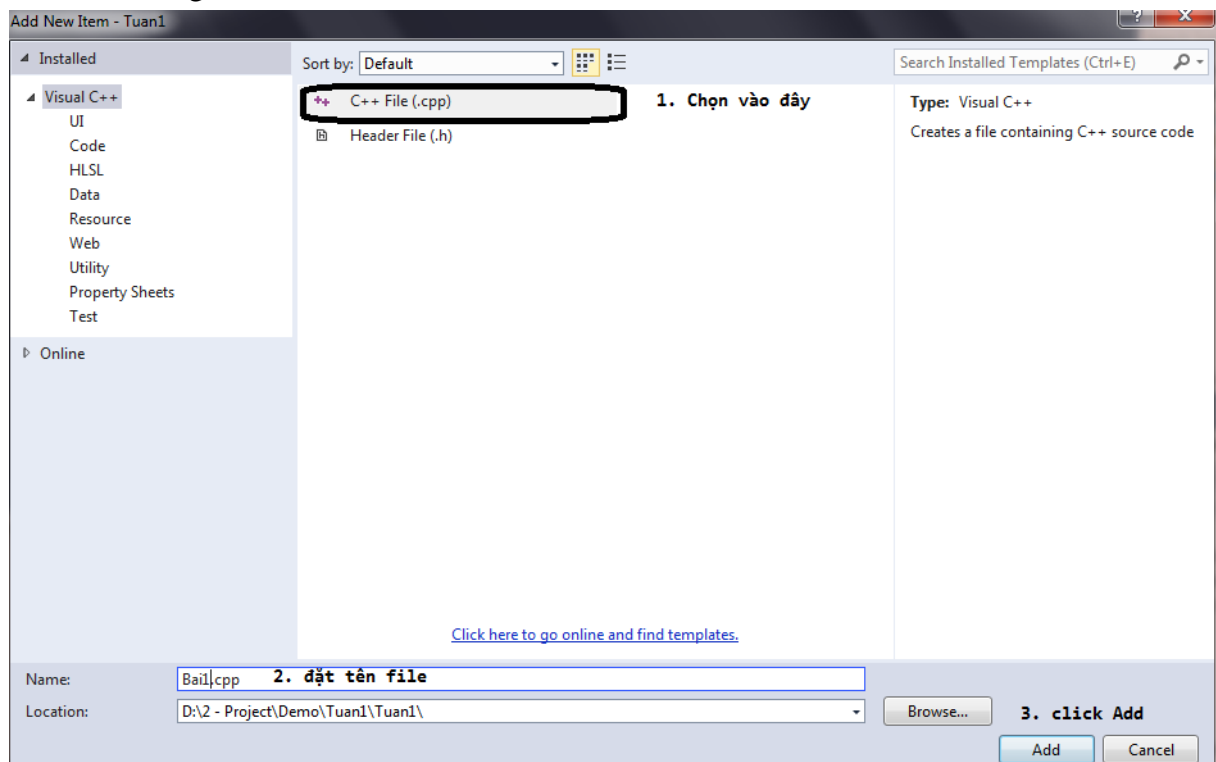 Add New Item - Tuan1
Installed
Sort by: Default
Search Installed Templates (Ctrl+E)
Visual C++
UI
Code
HLSL
Data
Resource
Web
Utility
Property Sheets
Test
Online
C++ File (.cpp)
1. Chọn vào đây
Header File (.h)
Type: Visual C++
Creates a file containing C++ source code
Click here to go online and find templates.
Name: Bai1.cpp 2. đặt tên file
Location: D:\2 - Project\Demo\Tuan1\Tuan1\ Browse... 3. click Add
Add Cancel